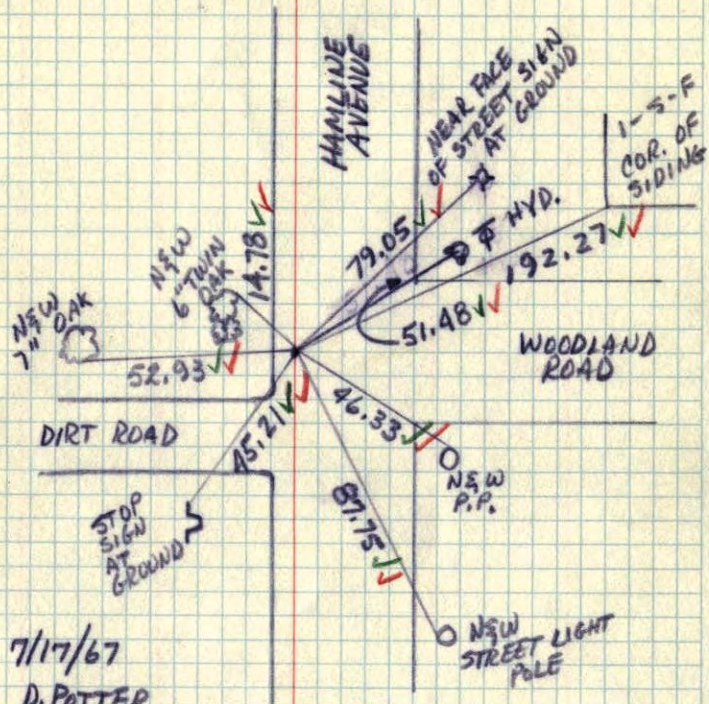 HAMLINE
AVENUE
NEAR FACE
OF STREET SIGN
AT GROUND
1-S-F
COR. OF
SIDING
HYD.
79.05
192.27
51.48
14.78
N&W
6" TWIN
OAK
N&W
7" OAK
52.93
WOODLAND
ROAD
DIRT ROAD
45.21
46.33
N&W
P.P.
STOP
SIGN
AT
GROUND
87.75
N&W
STREET LIGHT
POLE
7/17/67
D. POTTER